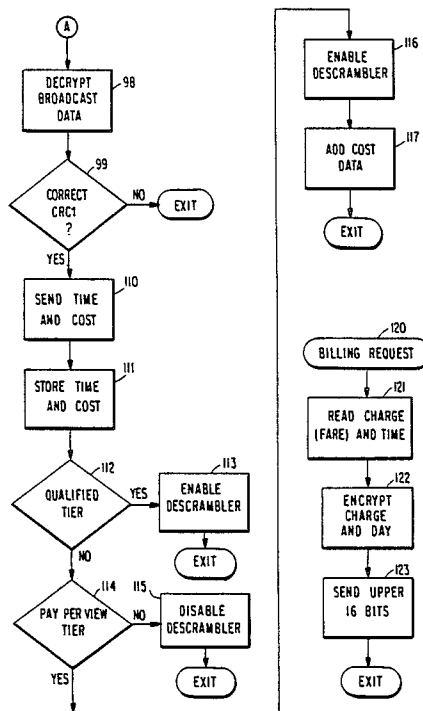 A
DECRYPT
BROADCAST
DATA
98
99
CORRECT
CRC1
?
NO
EXIT
YES
110
SEND TIME
AND COST
111
STORE TIME
AND COST
112
QUALIFIED
TIER
YES
113
ENABLE
DESCRAMBLER
EXIT
NO
114
PAY PER VIEW
TIER
NO
115
DISABLE
DESCRAMBLER
EXIT
YES
116
ENABLE
DESCRAMBLER
117
ADD COST
DATA
EXIT
120
BILLING REQUEST
121
READ CHARGE
(FARE) AND TIME
122
ENCRYPT
CHARGE
AND DAY
123
SEND UPPER
16 BITS
EXIT